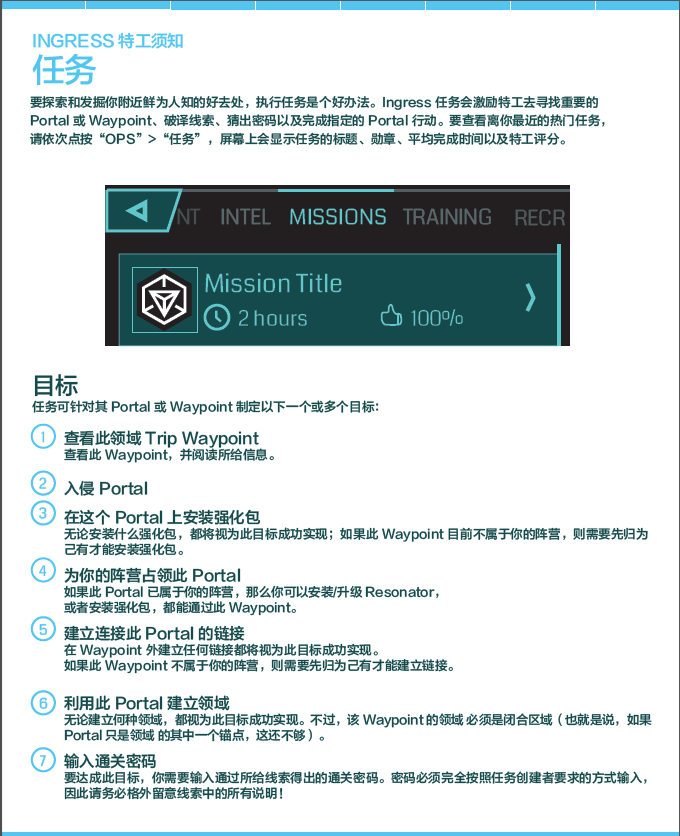 INGRESS 特工须知
任务
要探索和发掘你附近鲜为人知的好去处，执行任务是个好办法。Ingress 任务会激励特工去寻找重要的
Portal 或 Waypoint、破译线索、猜出密码以及完成指定的 Portal 行动。要查看离你最近的热门任务，
请依次点按“OPS”>“任务”，屏幕上会显示任务的标题、勋章、平均完成时间以及特工评分。
NT INTEL MISSIONS TRAINING RECR
Mission Title
2 hours 100%
目标
任务可针对其 Portal 或 Waypoint 制定以下一个或多个目标：
1 查看此领域 Trip Waypoint
查看此 Waypoint，并阅读所给信息。
2 入侵 Portal
3 在这个 Portal 上安装强化包
无论安装什么强化包，都将视为此目标成功实现；如果此 Waypoint 目前不属于你的阵营，则需要先归为
己有才能安装强化包。
4 为你的阵营占领此 Portal
如果此 Portal 已属于你的阵营，那么你可以安装/升级 Resonator，
或者安装强化包，都能通过此 Waypoint。
5 建立连接此 Portal 的链接
在 Waypoint 外建立任何链接都将视为此目标成功实现。
如果此 Waypoint 不属于你的阵营，则需要先归为己有才能建立链接。
6 利用此 Portal 建立领域
无论建立何种领域，都视为此目标成功实现。不过，该 Waypoint 的领域 必须是闭合区域（也就是说，如果
Portal 只是领域 的其中一个锚点，这还不够）。
7 输入通关密码
要达成此目标，你需要输入通过所给线索得出的通关密码。密码必须完全按照任务创建者要求的方式输入，
因此请务必格外留意线索中的所有说明！